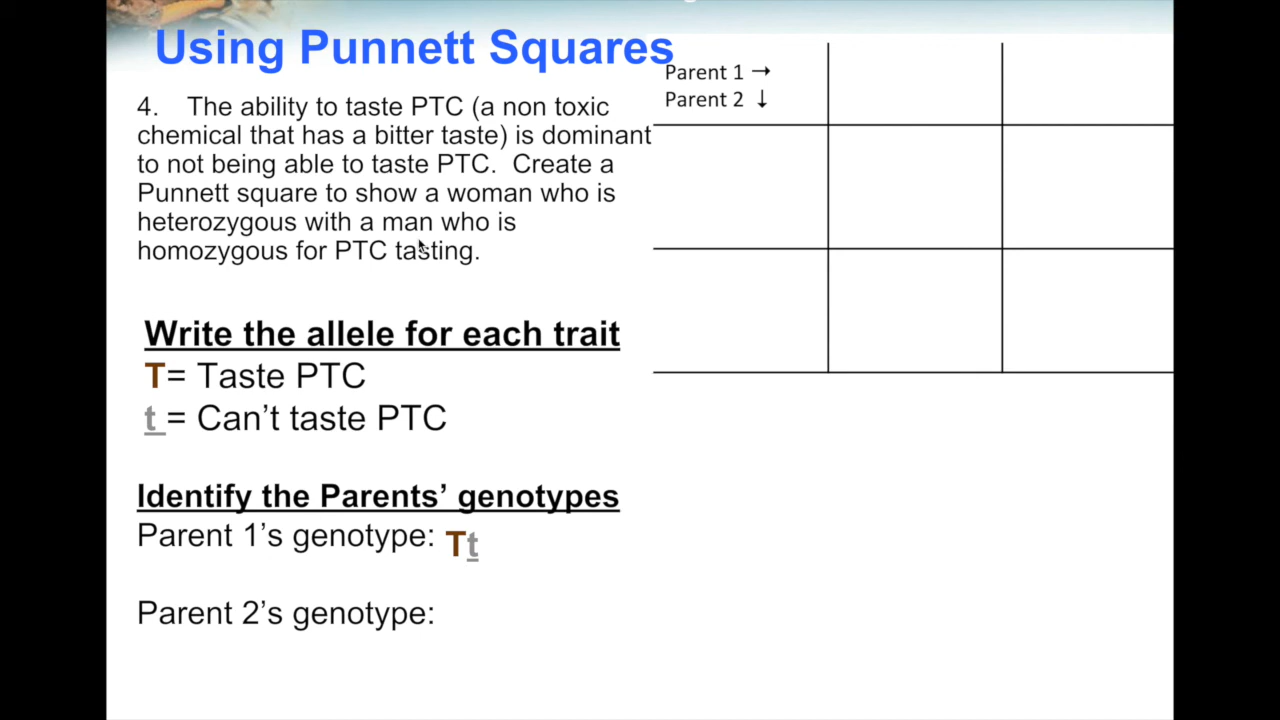 Using Punnett Squares
Parent 1 →
Parent 2 ↓
4. The ability to taste PTC (a non toxic
chemical that has a bitter taste) is dominant
to not being able to taste PTC. Create a
Punnett square to show a woman who is
heterozygous with a man who is
homozygous for PTC tasting.
Write the allele for each trait
T= Taste PTC
t = Can’t taste PTC
Identify the Parents’ genotypes
Parent 1’s genotype: Tt
Parent 2’s genotype: